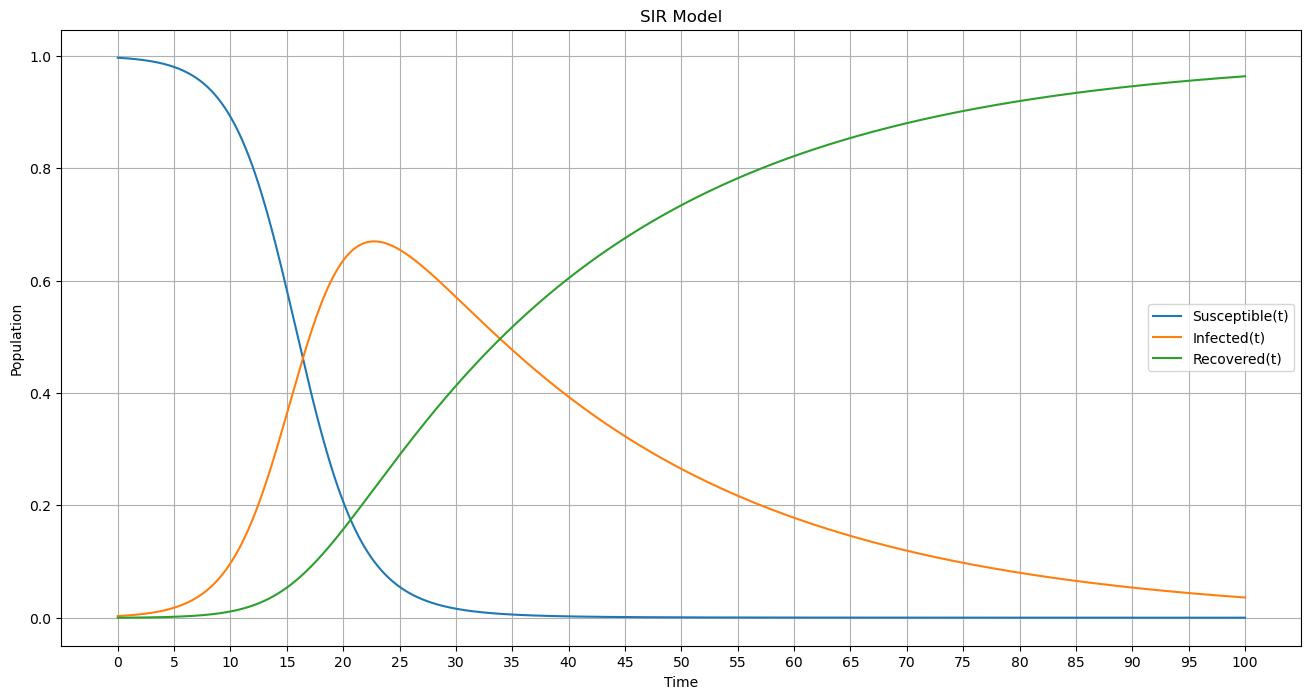 SIR Model
Population
1.0
0.8
0.6
0.4
0.2
0.0
Susceptible(t)
Infected(t)
Recovered(t)
0 5 10 15 20 25 30 35 40 45 50 55 60 65 70 75 80 85 90 95 100
Time